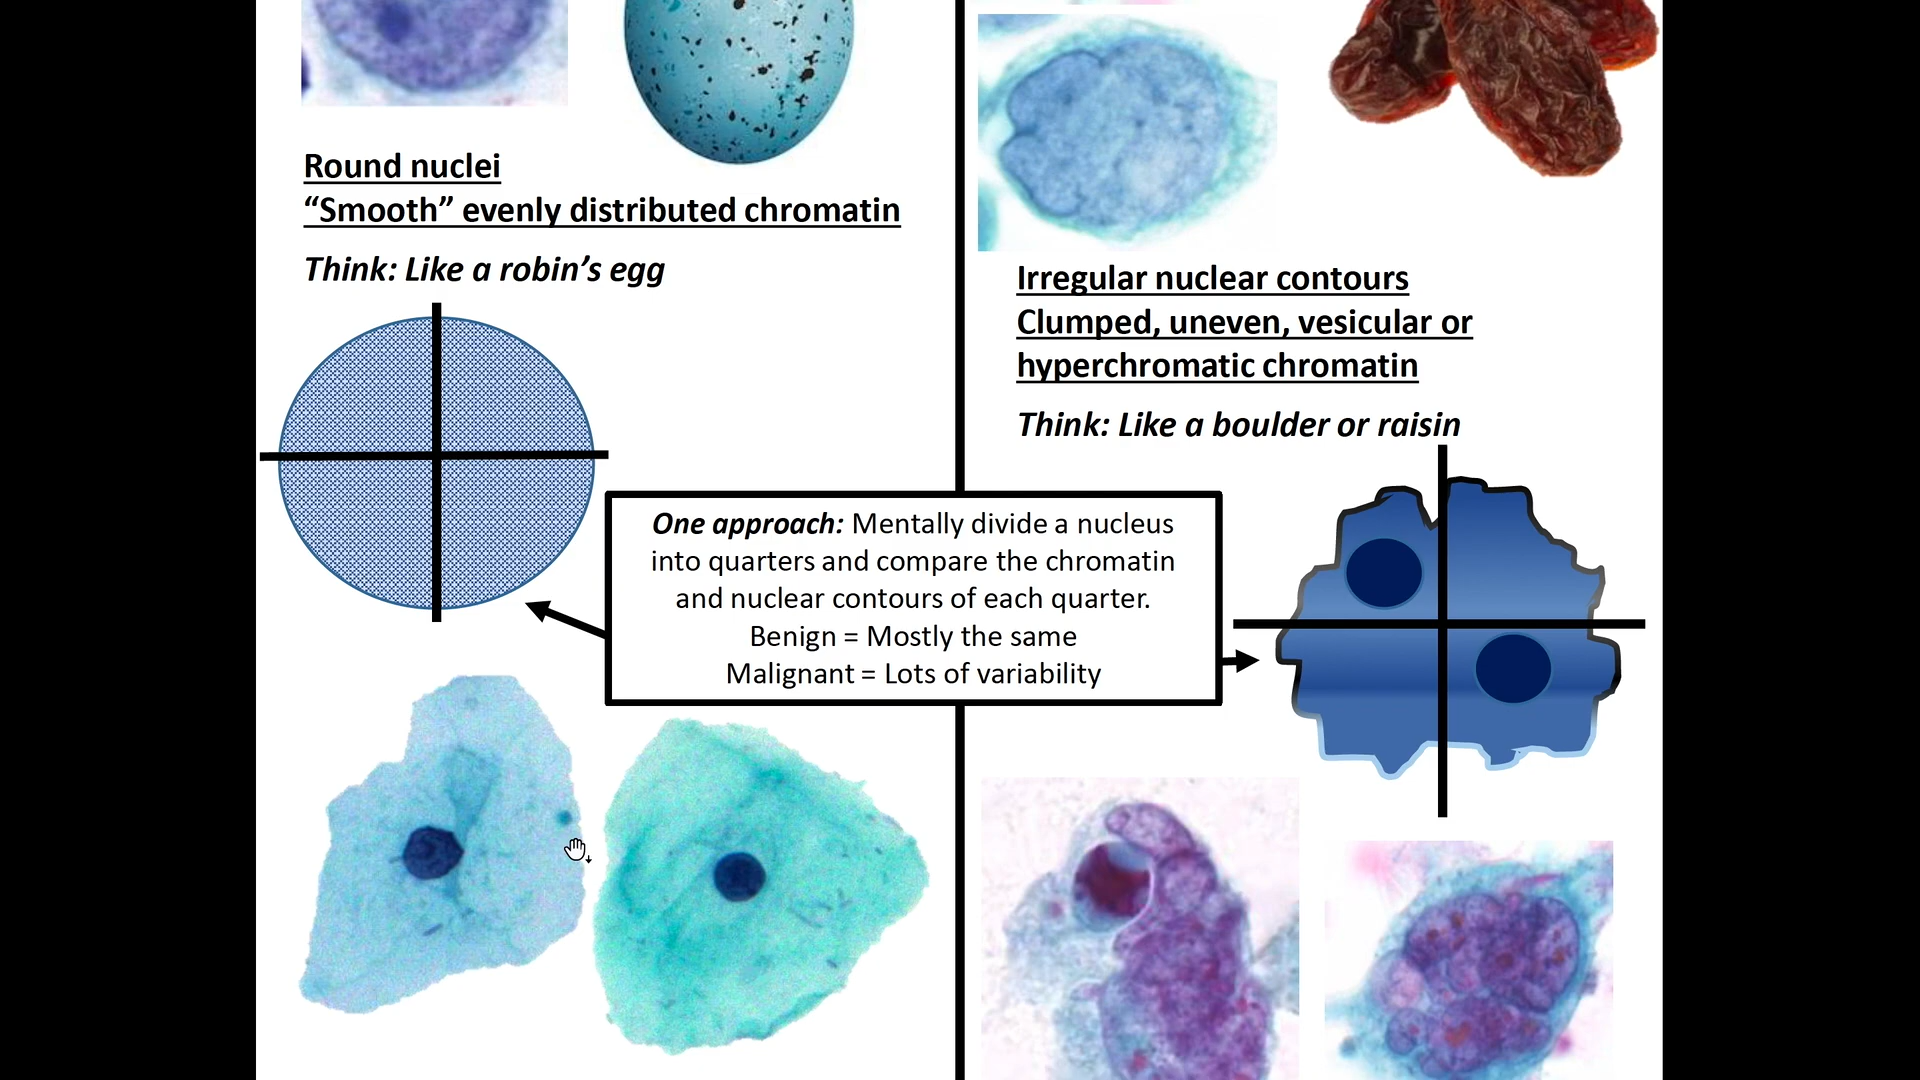 Round nuclei
“Smooth” evenly distributed chromatin
Think: Like a robin’s egg
Irregular nuclear contours
Clumped, uneven, vesicular or
hyperchromatic chromatin
Think: Like a boulder or raisin
One approach: Mentally divide a nucleus
into quarters and compare the chromatin
and nuclear contours of each quarter.
Benign = Mostly the same
Malignant = Lots of variability